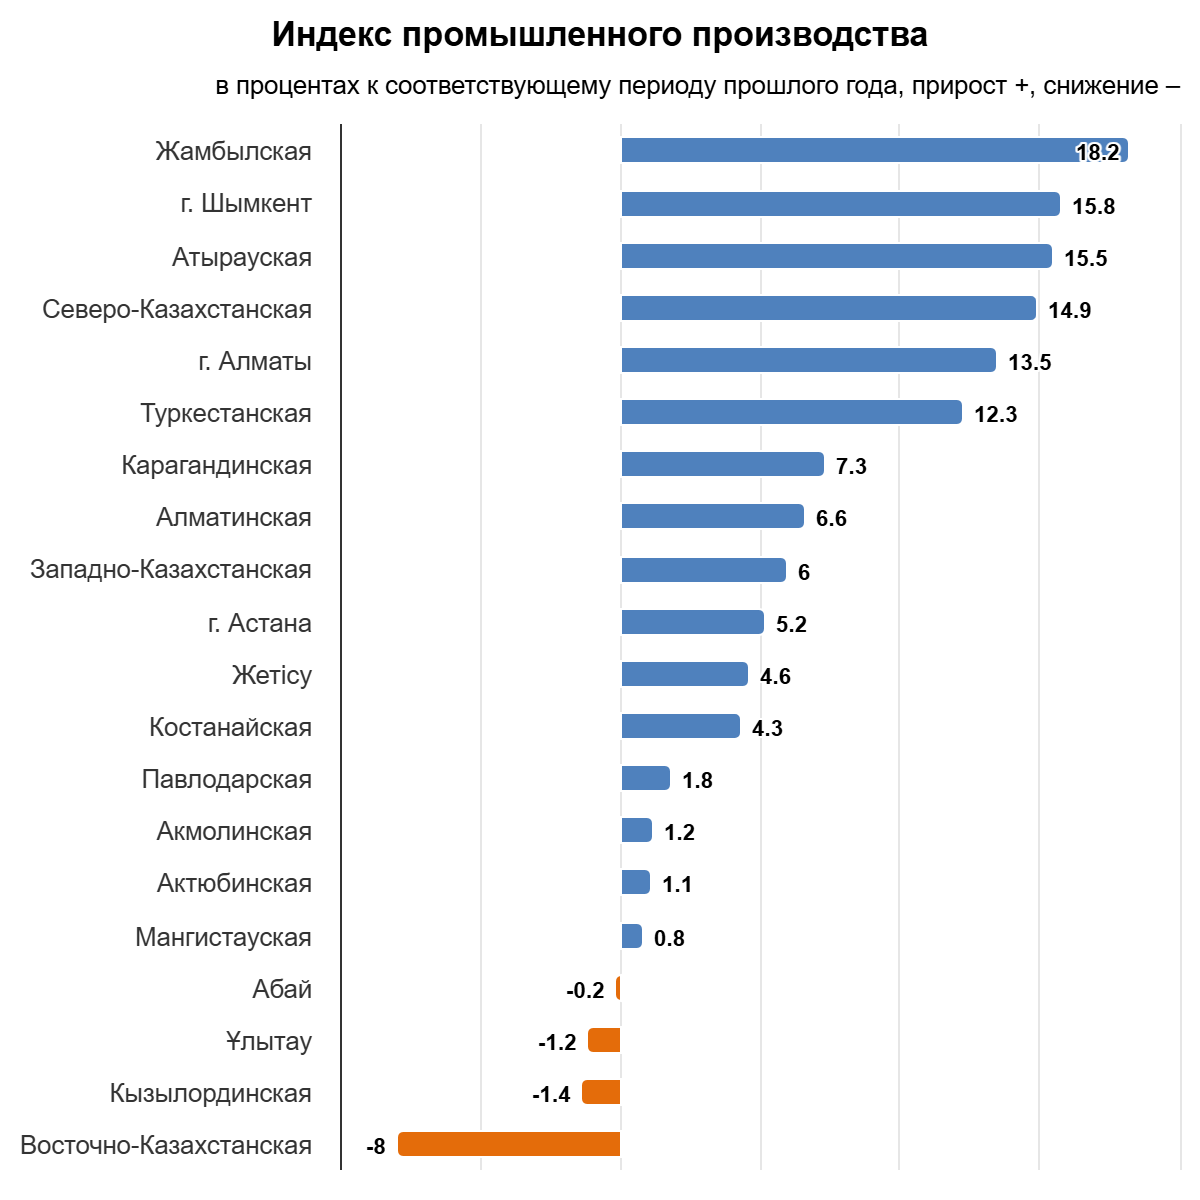 Индекс промышленного производства
в процентах к соответствующему периоду прошлого года, прирост +, снижение –
Жамбылская 18.2
г. Шымкент 15.8
Атырауская 15.5
Северо-Казахстанская 14.9
г. Алматы 13.5
Туркестанская 12.3
Карагандинская 7.3
Алматинская 6.6
Западно-Казахстанская 6
г. Астана 5.2
Жетісу 4.6
Костанайская 4.3
Павлодарская 1.8
Акмолинская 1.2
Актюбинская 1.1
Мангистауская 0.8
Абай -0.2
Ұлытау -1.2
Кызылординская -1.4
Восточно-Казахстанская -8